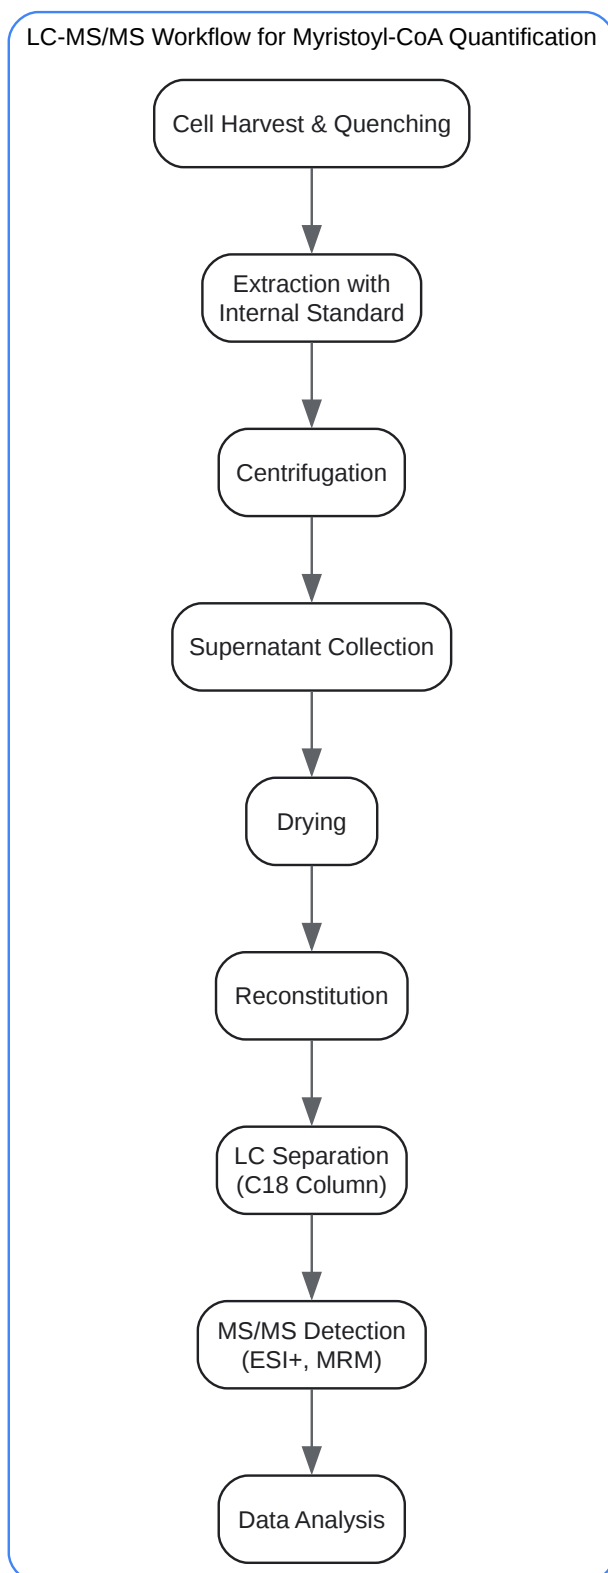 LC-MS/MS Workflow for Myristoyl-CoA Quantification
Cell Harvest & Quenching
Extraction with
Internal Standard
Centrifugation
Supernatant Collection
Drying
Reconstitution
LC Separation
(C18 Column)
MS/MS Detection
(ESI+, MRM)
Data Analysis